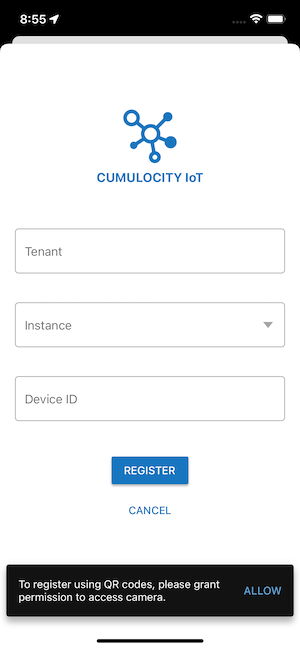 8:55
CUMULOCITY IoT
Tenant
Instance
Device ID
REGISTER
CANCEL
To register using QR codes, please grant
permission to access camera.
ALLOW